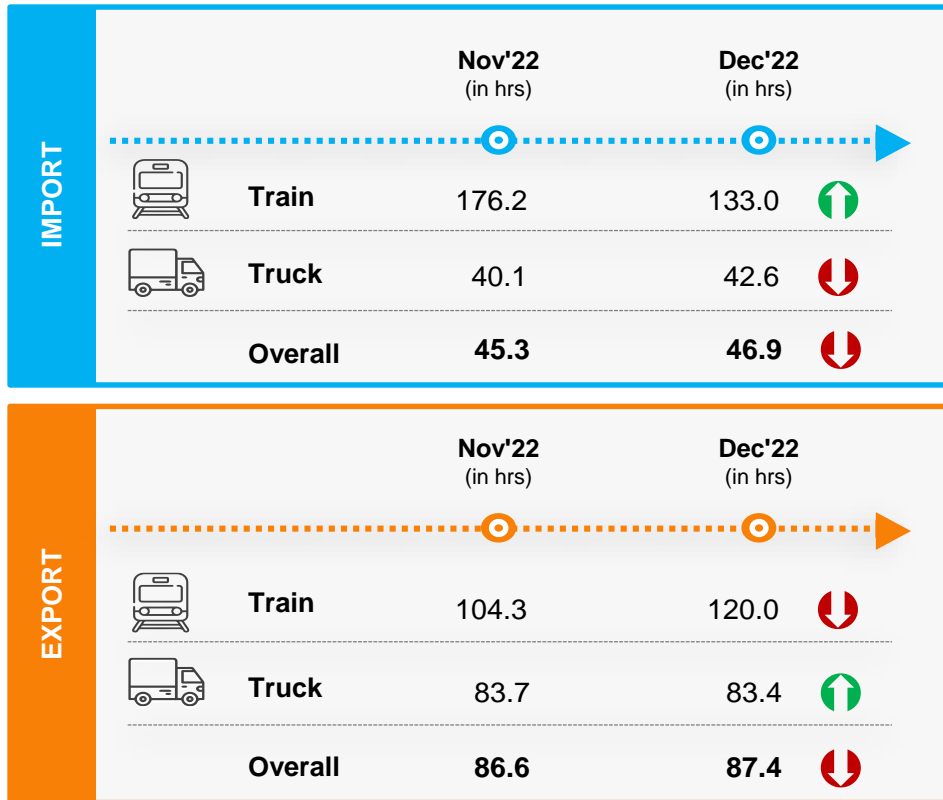 IMPORT
Nov'22 Dec'22
(in hrs) (in hrs)
Train 176.2 133.0
Truck 40.1 42.6
Overall 45.3 46.9
EXPORT
Nov'22 Dec'22
(in hrs) (in hrs)
Train 104.3 120.0
Truck 83.7 83.4
Overall 86.6 87.4